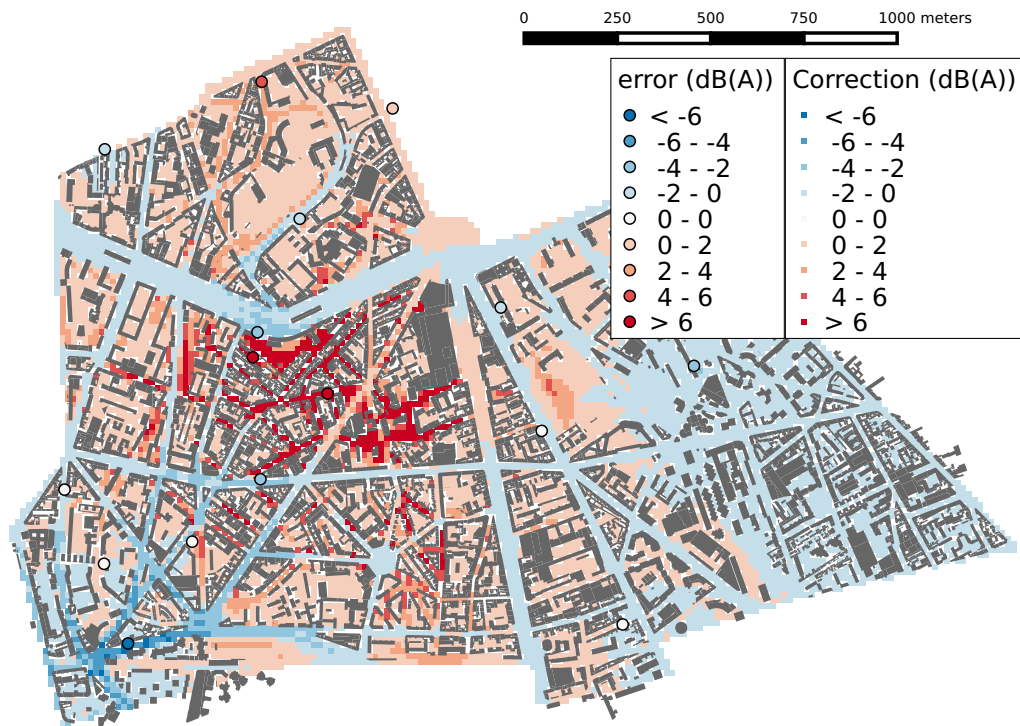 0 250 500 750 1000 meters
error (dB(A))
< -6
-6 - -4
-4 - -2
-2 - 0
0 - 0
0 - 2
2 - 4
4 - 6
> 6
Correction (dB(A))
< -6
-6 - -4
-4 - -2
-2 - 0
0 - 0
0 - 2
2 - 4
4 - 6
> 6